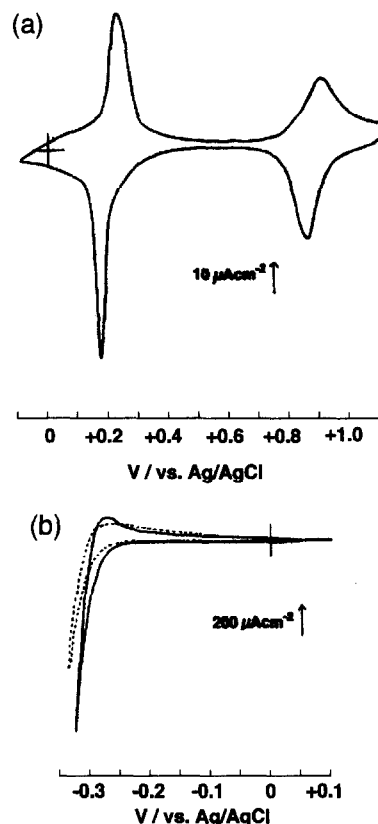 (a)
10 μAcm-2
0 +0.2 +0.4 +0.6 +0.8 +1.0
V / vs. Ag/AgCl
(b)
200 μAcm-2
-0.3 -0.2 -0.1 0 +0.1
V / vs. Ag/AgCl